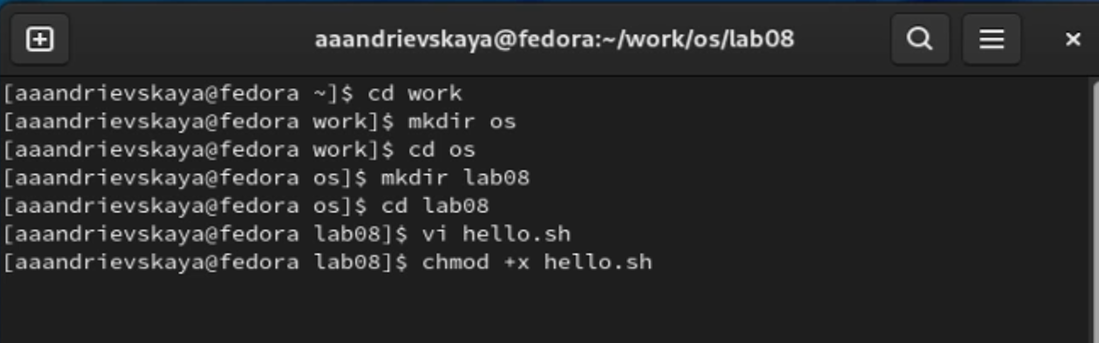 aaandrievskaya@fedora:~/work/os/lab08
[aaandrievskaya@fedora ~]$ cd work
[aaandrievskaya@fedora work]$ mkdir os
[aaandrievskaya@fedora work]$ cd os
[aaandrievskaya@fedora os]$ mkdir lab08
[aaandrievskaya@fedora os]$ cd lab08
[aaandrievskaya@fedora lab08]$ vi hello.sh
[aaandrievskaya@fedora lab08]$ chmod +x hello.sh